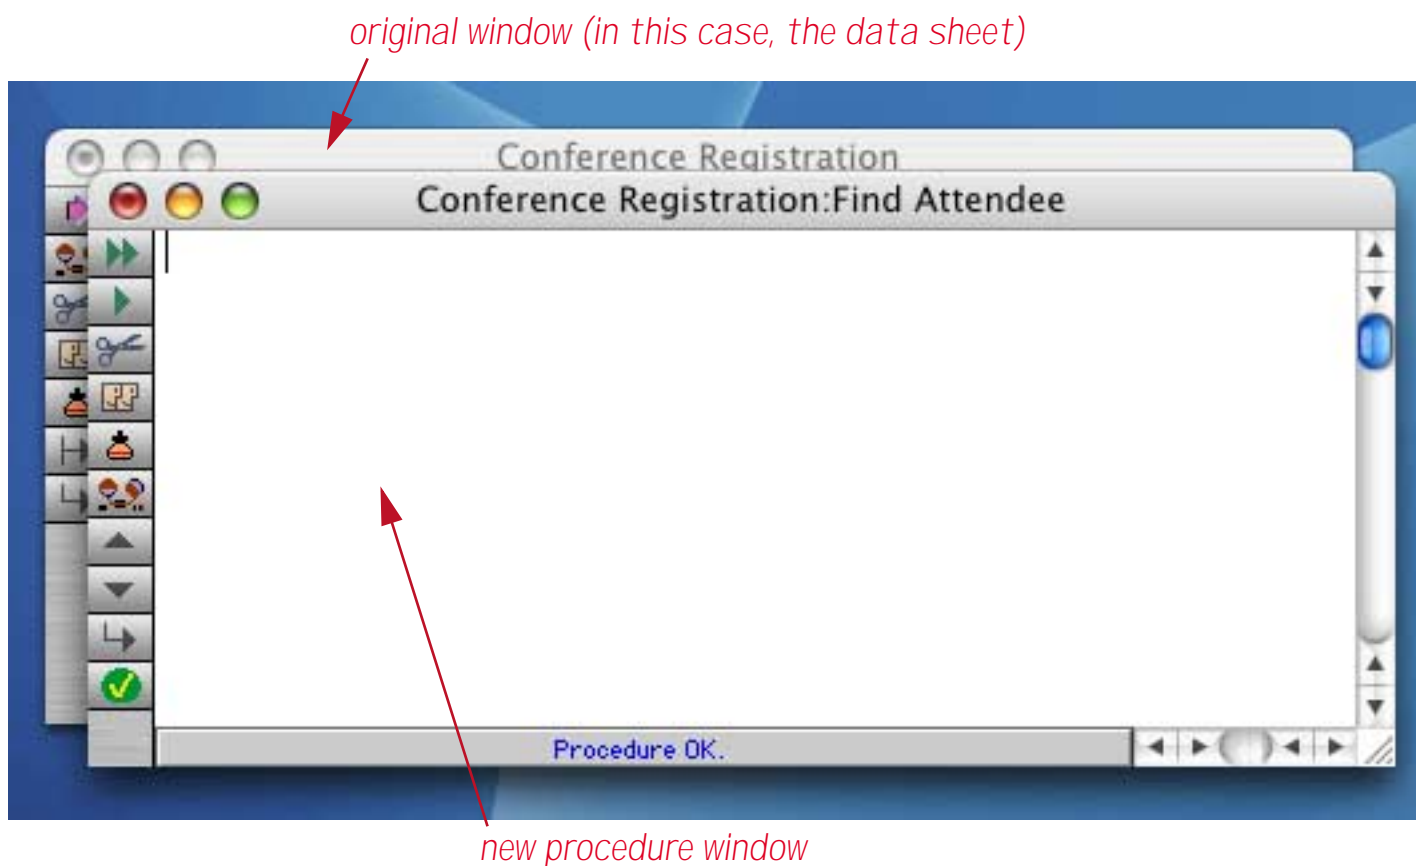 original window (in this case, the data sheet)
Conference Registration
Conference Registration:Find Attendee
Procedure OK.
new procedure window